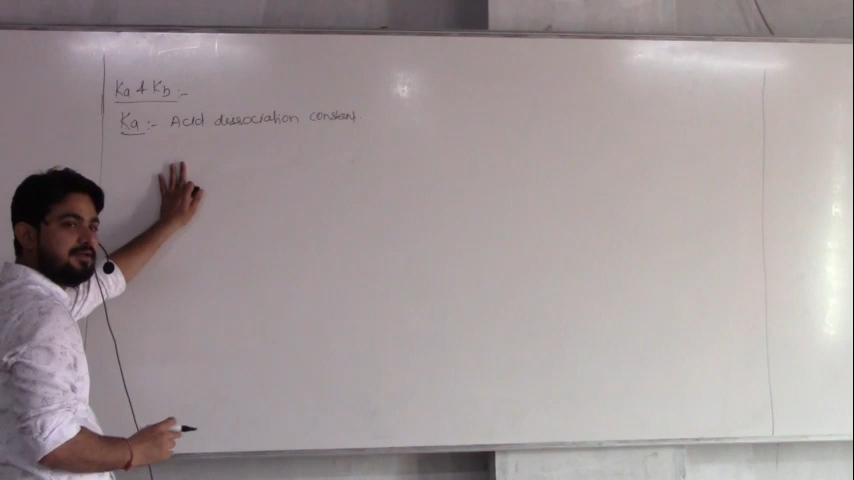 Ka & Kb :-
Ka :- Acid dissociation constant.